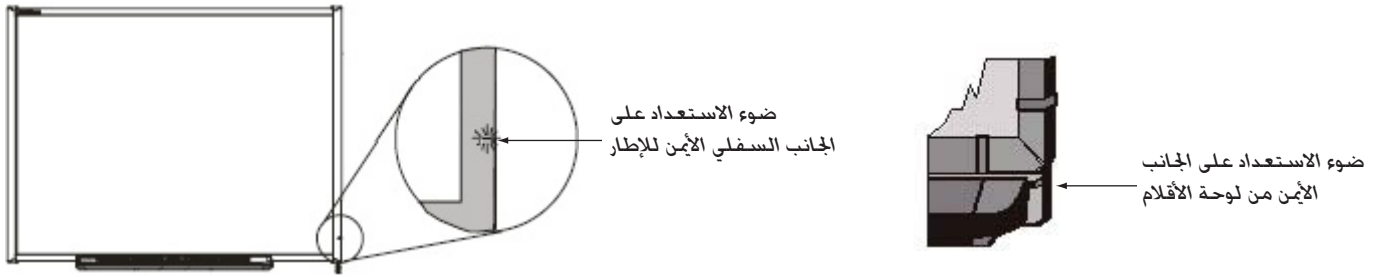 ضوء الاستعداد على
الجانب السفلي الأيمن للإطار
ضوء الاستعداد على الجانب
الأيمن من لوحة الأقلام